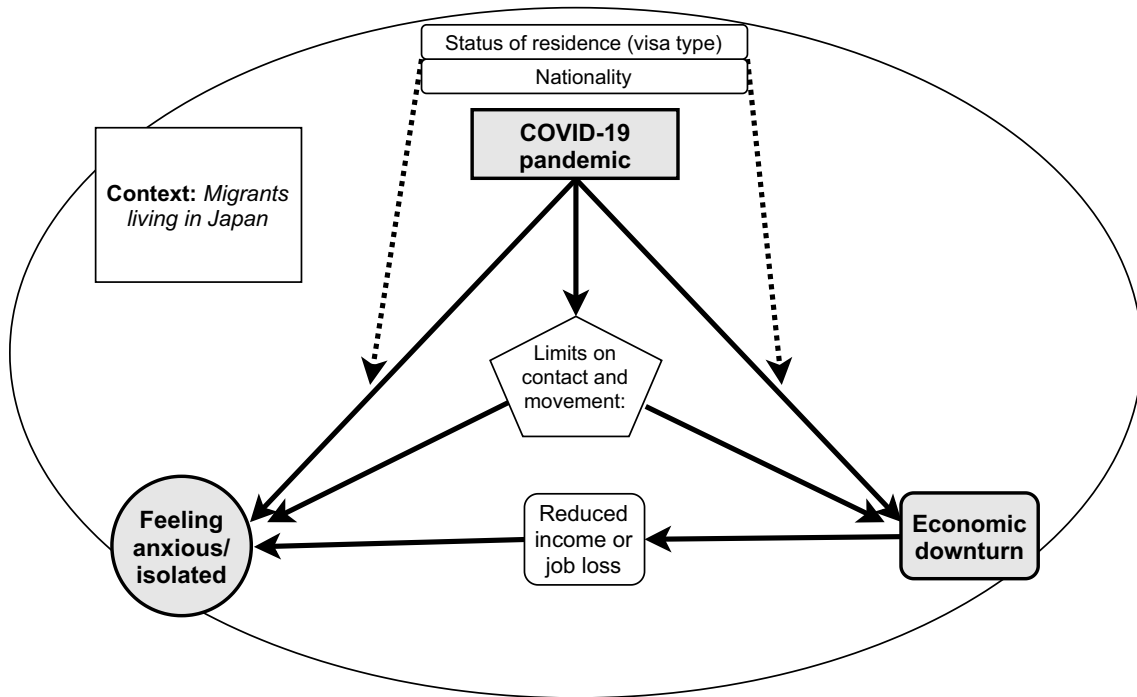 Status of residence (visa type)
Nationality
COVID-19
pandemic
Context: Migrants
living in Japan
Limits on
contact and
movement:
Feeling
anxious/
isolated
Reduced
income or
job loss
Economic
downturn